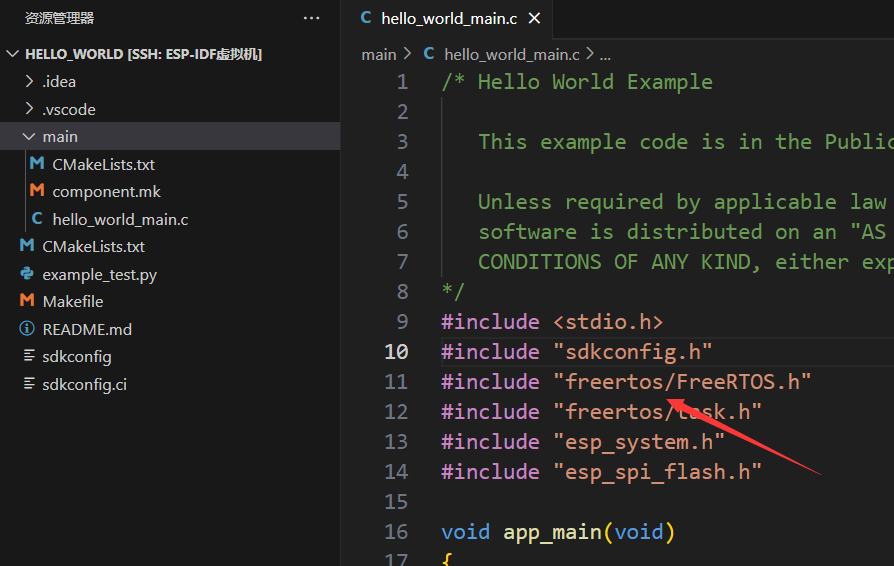 资源管理器
HELLO_WORLD [SSH: ESP-IDF虚拟机]
.idea
.vscode
main
CMakeLists.txt
component.mk
hello_world_main.c
CMakeLists.txt
example_test.py
Makefile
README.md
sdkconfig
sdkconfig.ci
C hello_world_main.c
main > C hello_world_main.c > ...
1 /* Hello World Example
2
3 This example code is in the Public
4
5 Unless required by applicable law
6 software is distributed on an "AS
7 CONDITIONS OF ANY KIND, either exp
8 */
9 #include <stdio.h>
10 #include "sdkconfig.h"
11 #include "freertos/FreeRTOS.h"
12 #include "freertos/task.h"
13 #include "esp_system.h"
14 #include "esp_spi_flash.h"
15
16 void app_main(void)
17 {